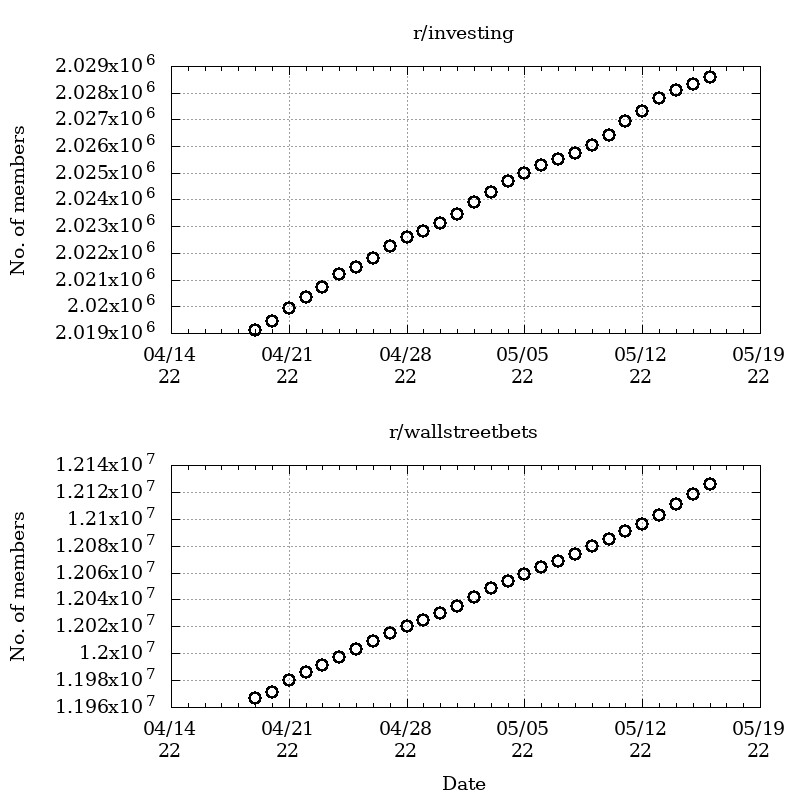 r/investing
No. of members
2.029x10^6
2.028x10^6
2.027x10^6
2.026x10^6
2.025x10^6
2.024x10^6
2.023x10^6
2.022x10^6
2.021x10^6
2.02x10^6
2.019x10^6
04/14 04/21 04/28 05/05 05/12 05/19
22 22 22 22 22 22
r/wallstreetbets
No. of members
1.214x10^7
1.212x10^7
1.21x10^7
1.208x10^7
1.206x10^7
1.204x10^7
1.202x10^7
1.2x10^7
1.198x10^7
1.196x10^7
04/14 04/21 04/28 05/05 05/12 05/19
22 22 22 22 22 22
Date